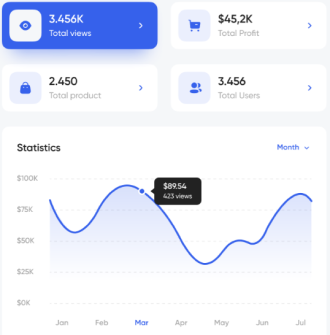 3.456K
Total views
$45,2K
Total Profit
2.450
Total product
3.456
Total Users
Statistics
Month
$100K
$89.54
423 views
$75K
$50K
$25K
$0K
Jan Feb Mar Apr May Jun Jul